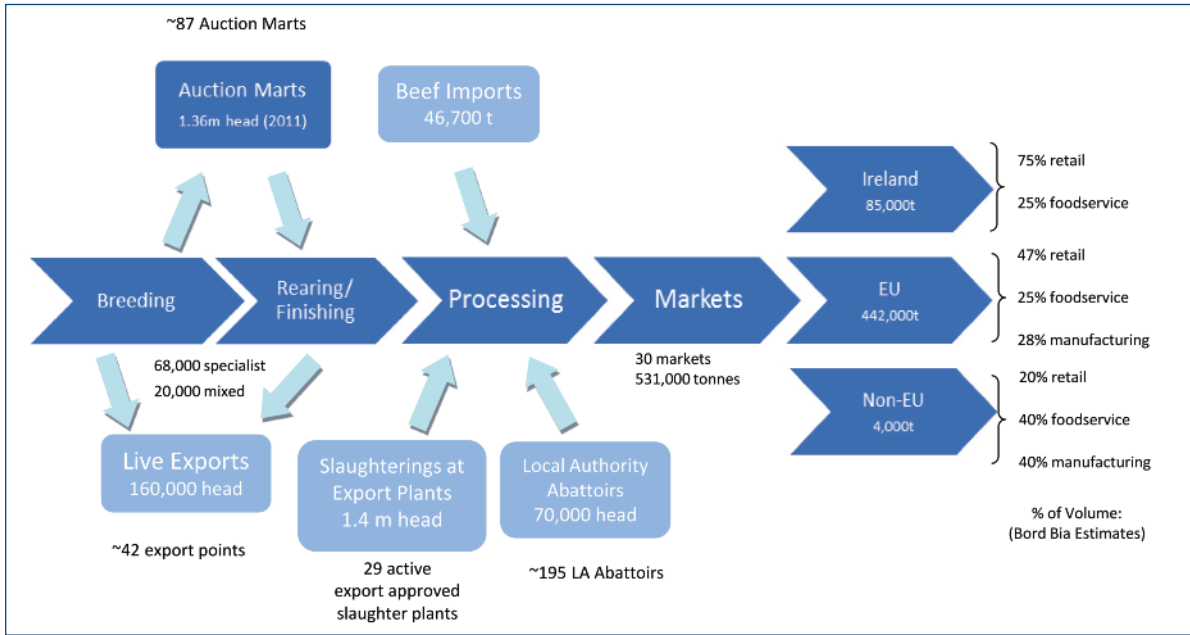 ~87 Auction Marts
Auction Marts
1.36m head (2011)
Beef Imports
46,700 t
Ireland
85,000t
75% retail
25% foodservice
Breeding
Rearing/
Finishing
Processing
Markets
EU
442,000t
47% retail
25% foodservice
28% manufacturing
68,000 specialist
20,000 mixed
30 markets
531,000 tonnes
Non-EU
4,000t
20% retail
40% foodservice
40% manufacturing
Live Exports
160,000 head
~42 export points
Slaughterings at
Export Plants
1.4 m head
29 active
export approved
slaughter plants
Local Authority
Abattoirs
70,000 head
~195 LA Abattoirs
% of Volume:
(Bord Bia Estimates)